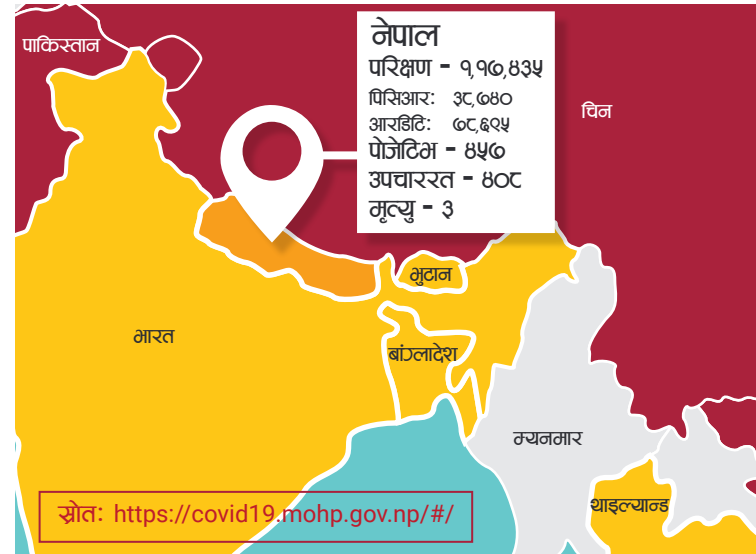 पाकिस्तान
नेपाल
परिक्षण - १,१७,४३५
पिसिआर: ३८,७४०
आरडिटि: ७८,६९५
पोजेटिभ - ४५७
उपचाररत - ४०८
मृत्यु - ३
चिन
भुटान
भारत
बांग्लादेश
म्यनमार
थाइल्यान्ड
स्रोत: https://covid19.mohp.gov.np/#/